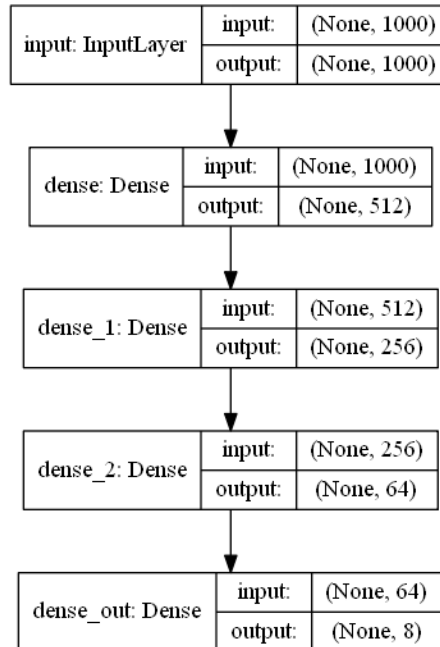 input: InputLayer
input: (None, 1000)
output: (None, 1000)
dense: Dense
input: (None, 1000)
output: (None, 512)
dense_1: Dense
input: (None, 512)
output: (None, 256)
dense_2: Dense
input: (None, 256)
output: (None, 64)
dense_out: Dense
input: (None, 64)
output: (None, 8)